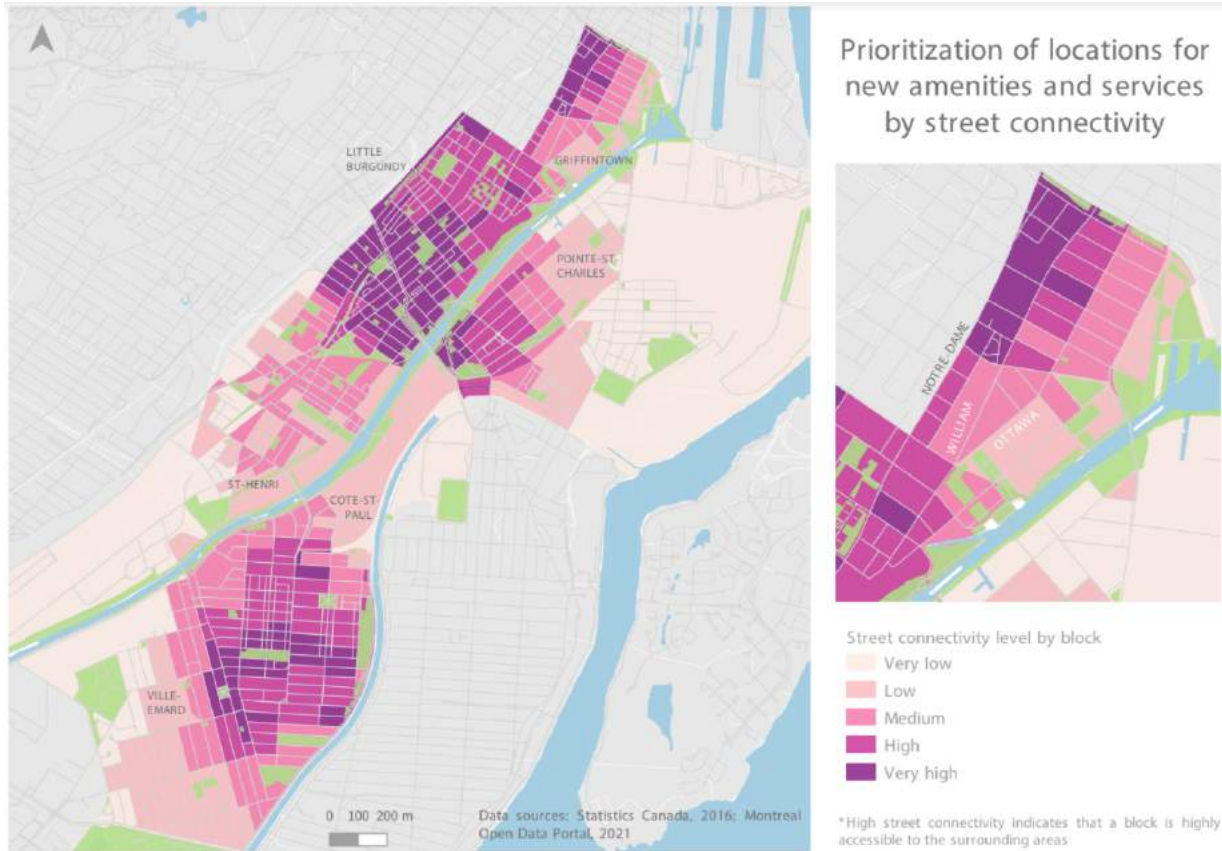 Prioritization of locations for
new amenities and services
by street connectivity
LITTLE
BURGUNDY
GRIFFINTOWN
POINTE-ST-
CHARLES
ST-HENRI
COTE-ST-
PAUL
VILLE-
EMARD
0 100 200 m
Data sources: Statistics Canada, 2016; Montreal
Open Data Portal, 2021
NOTRE-DAME
WILLIAM
OTTAWA
Street connectivity level by block
Very low
Low
Medium
High
Very high
*High street connectivity indicates that a block is highly
accessible to the surrounding areas